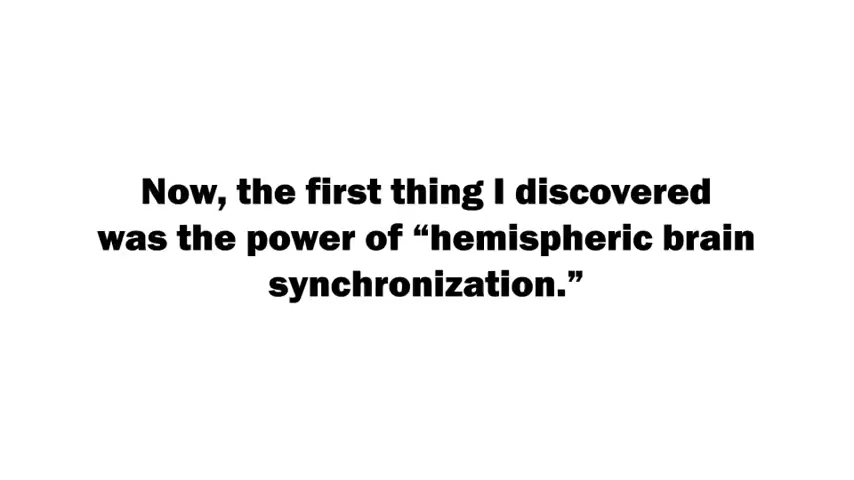 Now, the first thing I discovered
was the power of “hemispheric brain
synchronization.”